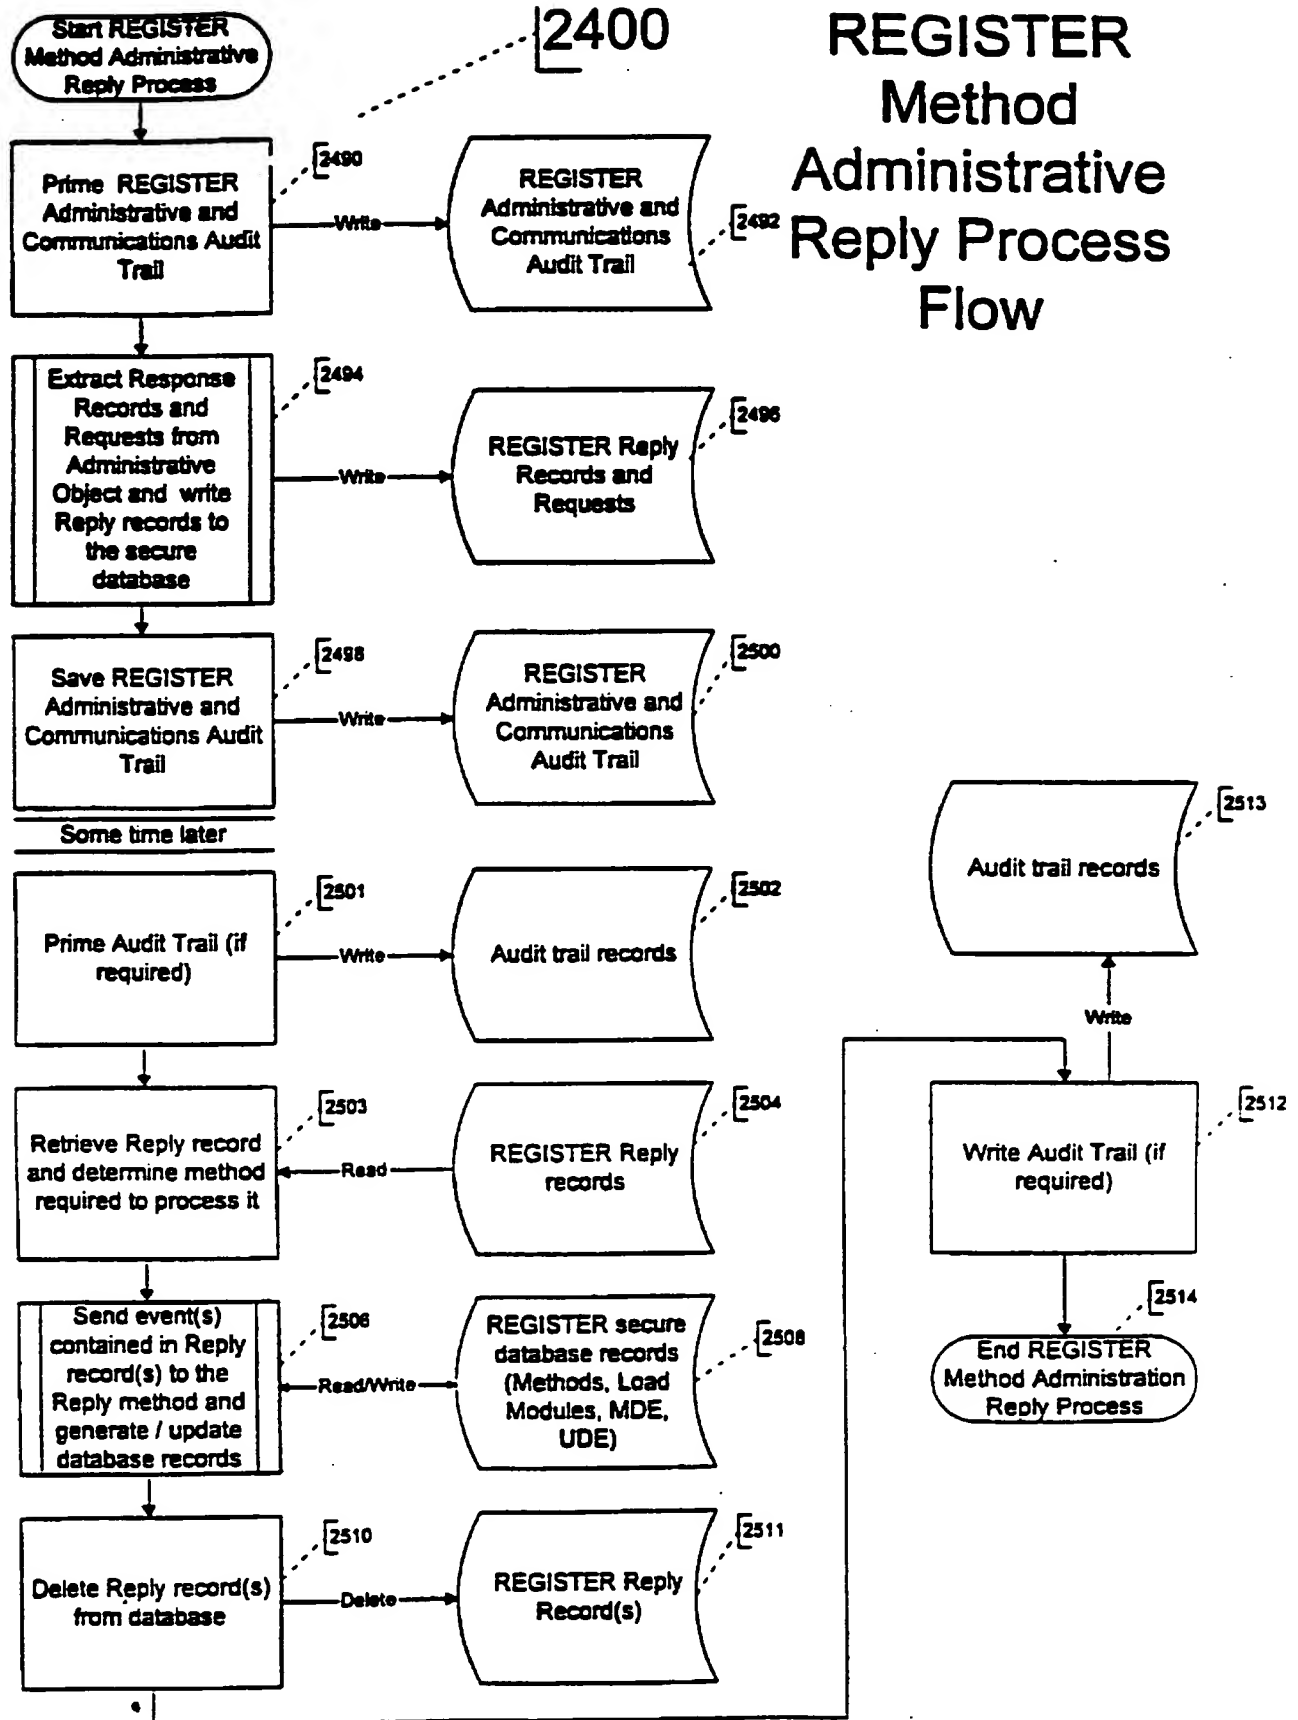 2400
REGISTER
Method
Administrative
Reply Process
Flow
Start REGISTER
Method Administrative
Reply Process
Prime REGISTER
Administrative and
Communications Audit
Trail
2490
Write
REGISTER
Administrative and
Communications
Audit Trail
2492
Extract Response
Records and
Requests from
Administrative
Object and write
Reply records to
the secure
database
2494
Write
REGISTER Reply
Records and
Requests
2496
Save REGISTER
Administrative and
Communications Audit
Trail
2498
Write
REGISTER
Administrative and
Communications
Audit Trail
2500
Some time later
Prime Audit Trail (if
required)
2501
Write
Audit trail records
2502
Retrieve Reply record
and determine method
required to process it
2503
Read
REGISTER Reply
records
2504
Send event(s)
contained in Reply
record(s) to the
Reply method and
generate / update
database records
2506
Read/Write
REGISTER secure
database records
(Methods, Load
Modules, MDE,
UDE)
2508
Delete Reply record(s)
from database
2510
Delete
REGISTER Reply
Record(s)
2511
Audit trail records
2513
Write
Write Audit Trail (if
required)
2512
2514
End REGISTER
Method Administration
Reply Process